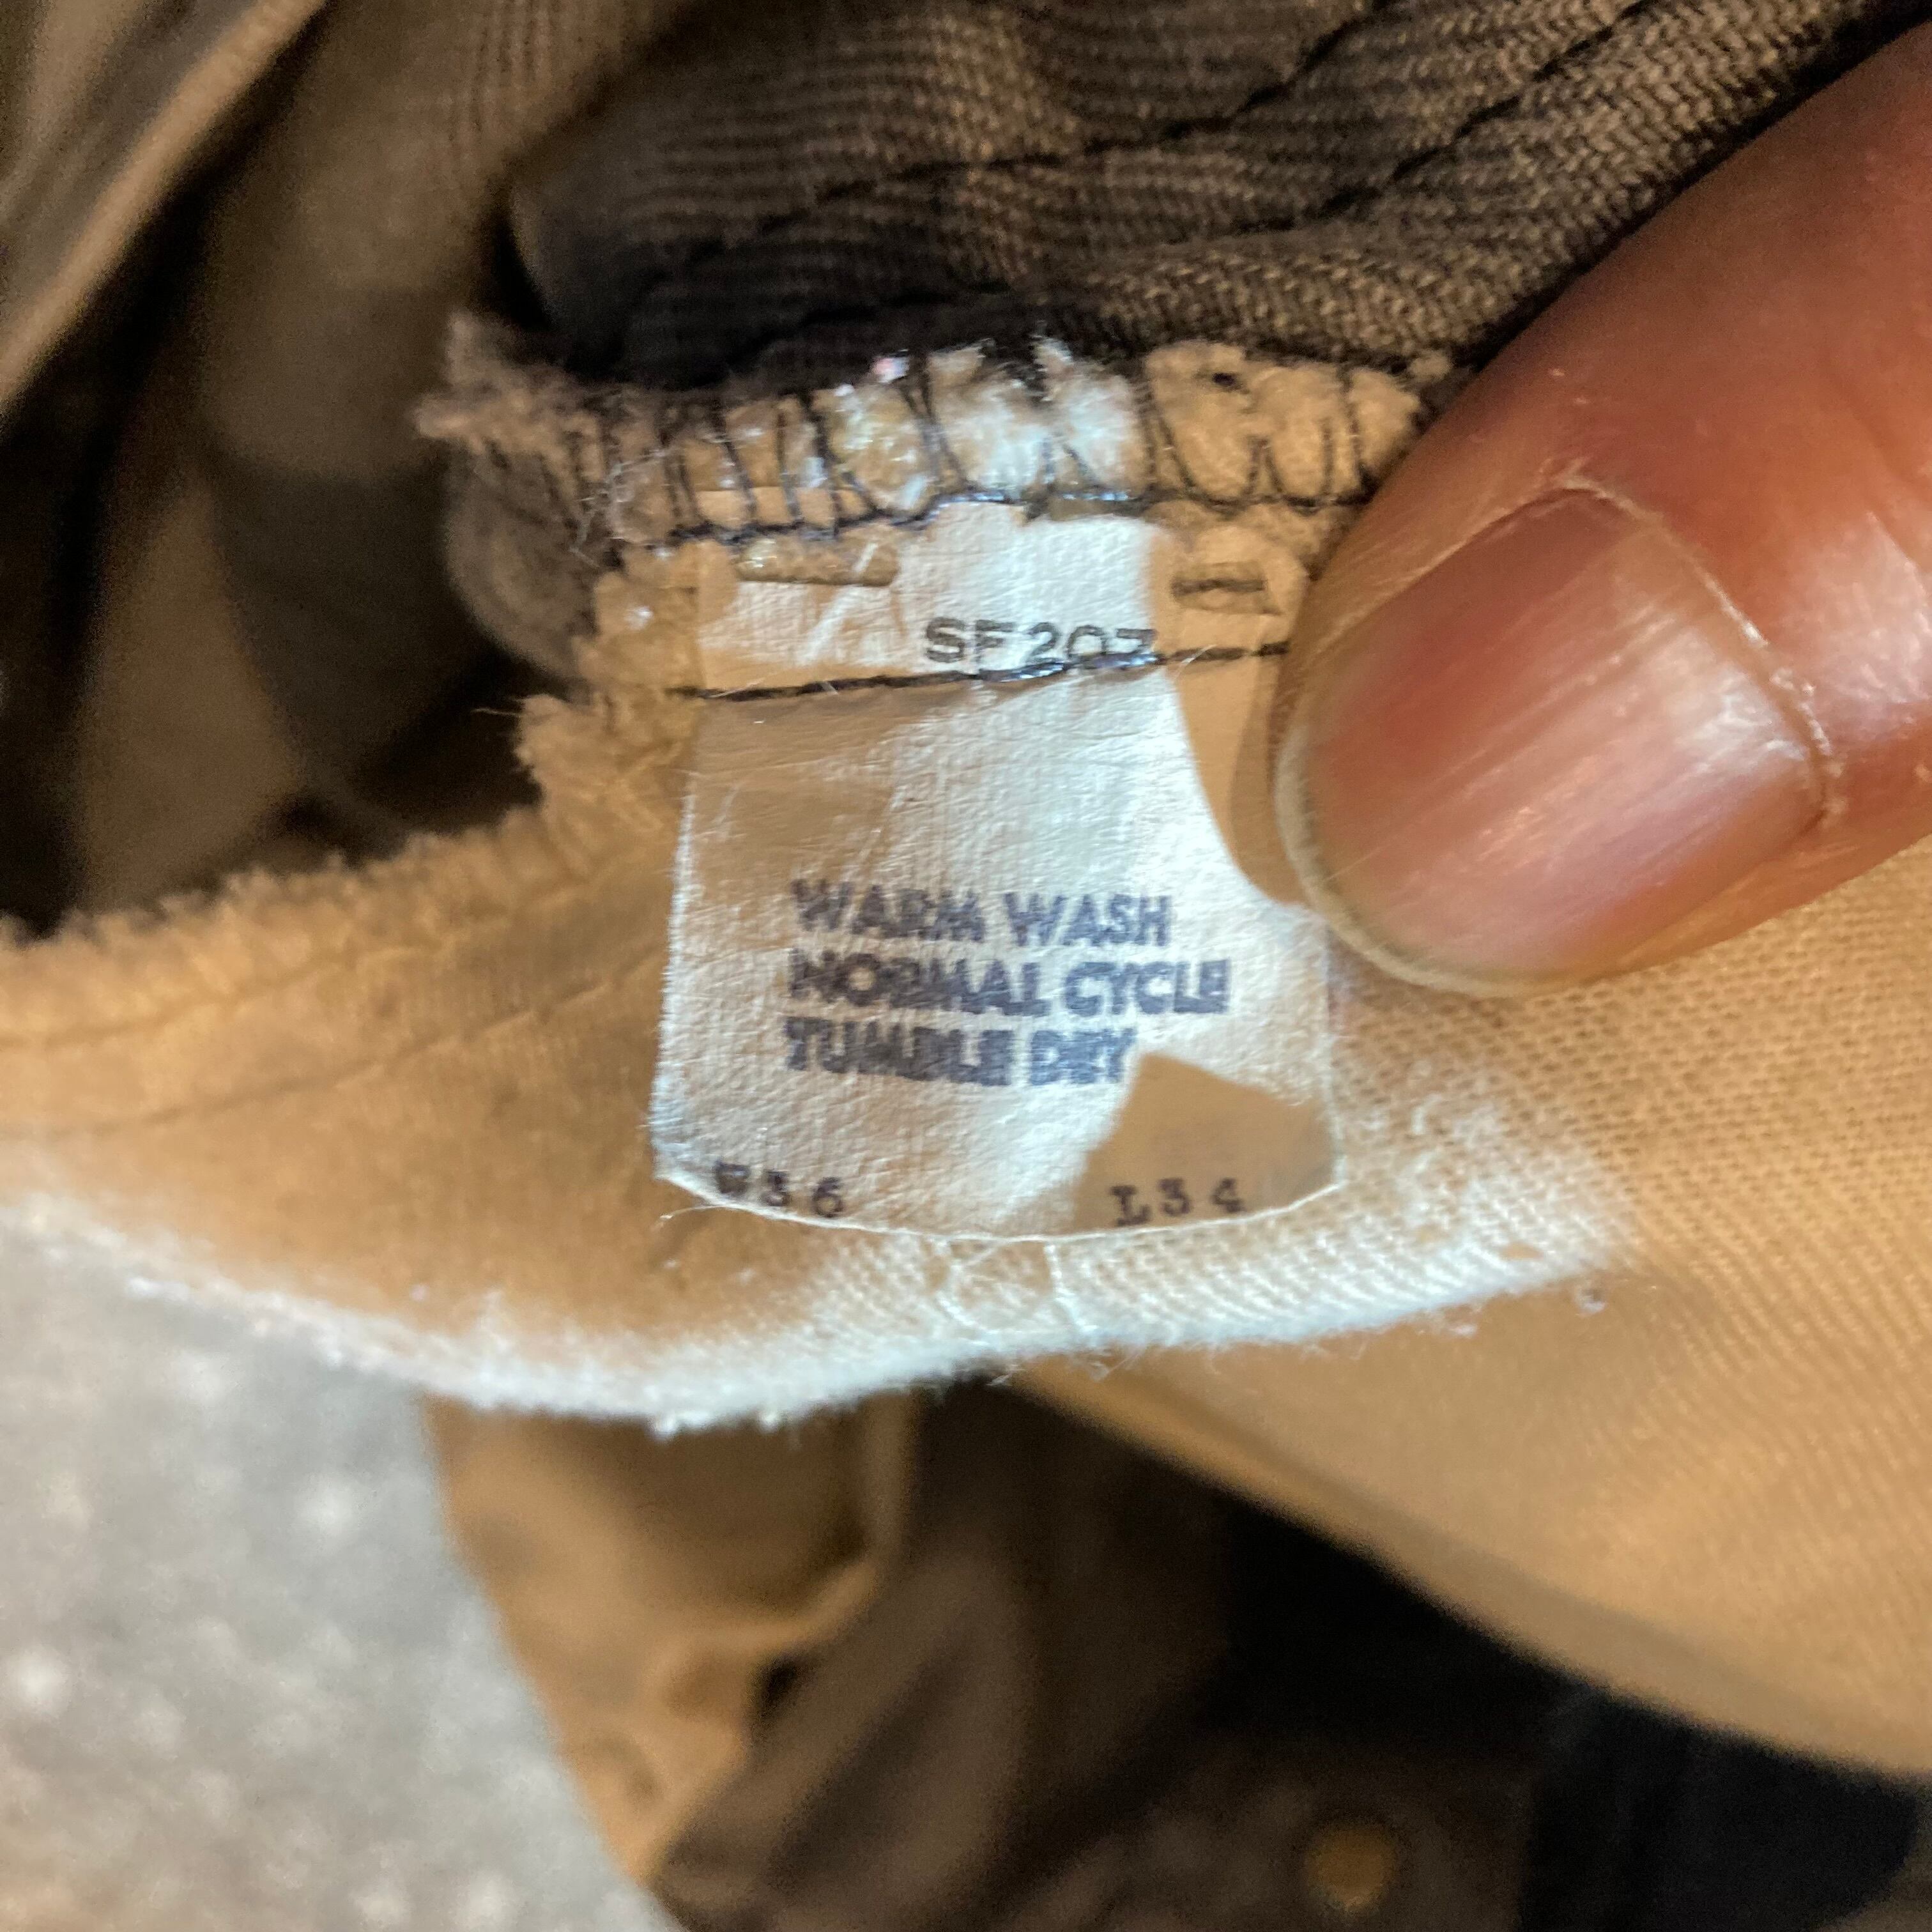 SF207
WARM WASH
NORMAL CYCLE
TUMBLE DRY
W36 L34